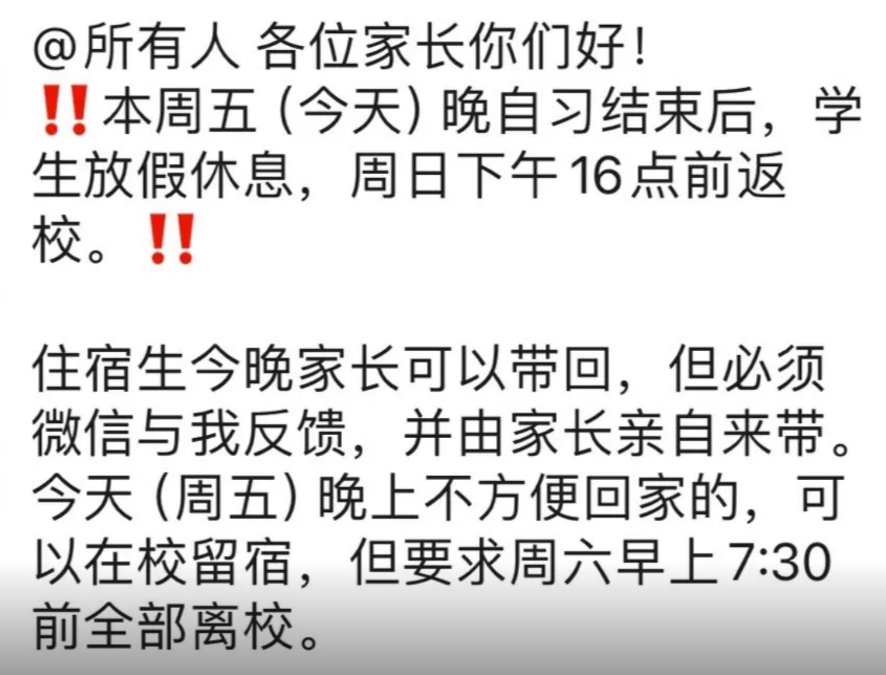 @所有人 各位家长你们好！
‼️本周五（今天）晚自习结束后，学
生放假休息，周日下午16点前返
校。‼️
住宿生今晚家长可以带回，但必须
微信与我反馈，并由家长亲自来带。
今天（周五）晚上不方便回家的，可
以在校留宿，但要求周六早上7:30
前全部离校。